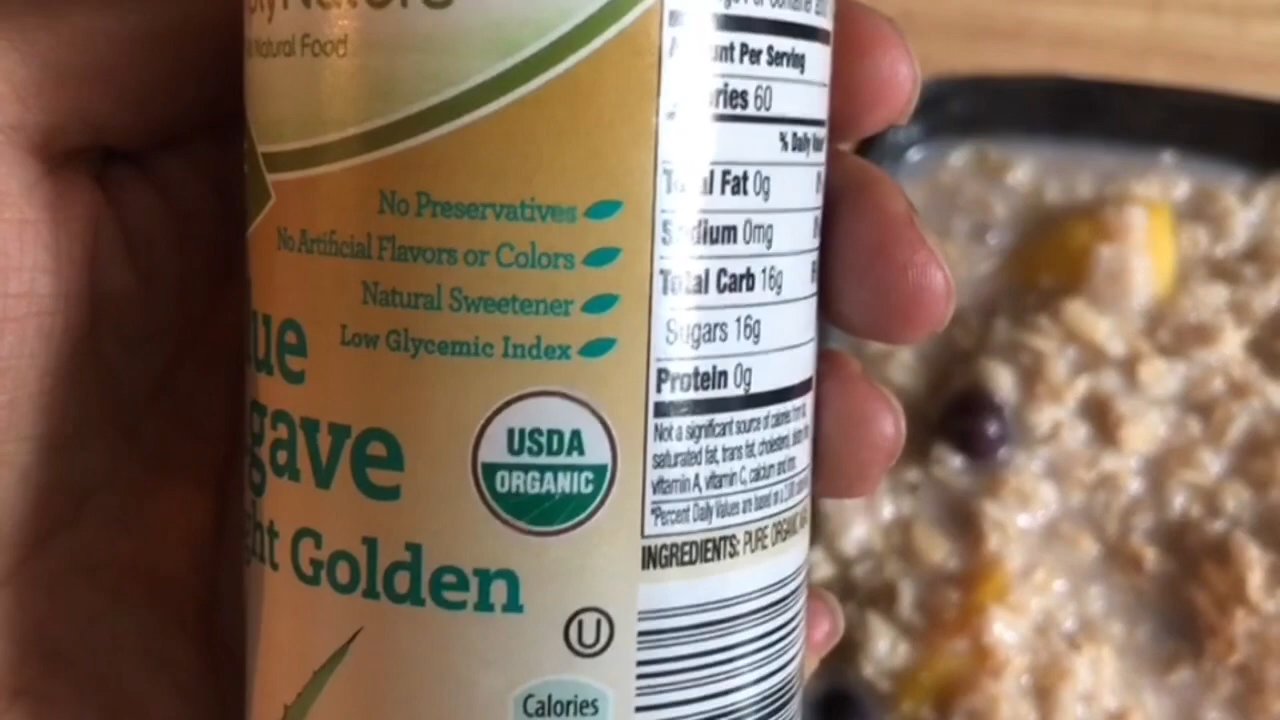 Natural Food
No Preservatives
No Artificial Flavors or Colors
Natural Sweetener
Low Glycemic Index
ue
gave
ht Golden
USDA
ORGANIC
U
Calories
unt Per Serving
ries 60
% Daily
Total Fat 0g
Sodium 0mg
Total Carb 16g
Sugars 16g
Protein 0g
Not a significant source of calories from
saturated fat, trans fat, cholesterol,
vitamin A, vitamin C, calcium and iron.
*Percent Daily Values are based on a
INGREDIENTS: PURE ORGANIC